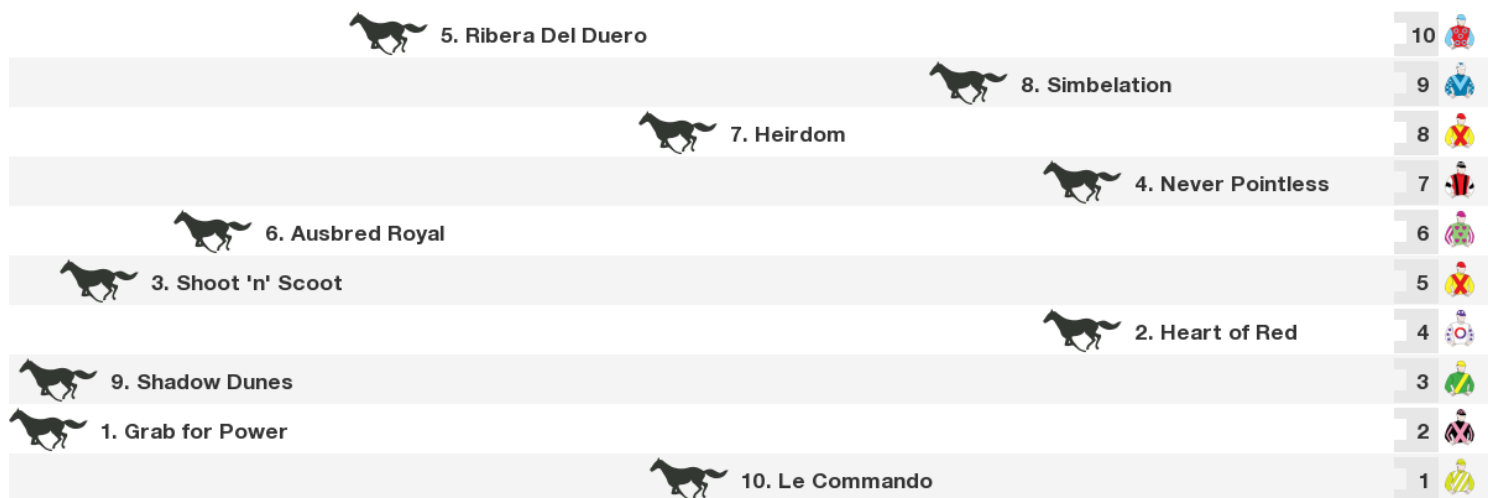 5. Ribera Del Duero 10
8. Simbelation 9
7. Heirdom 8
4. Never Pointless 7
6. Ausbred Royal 6
3. Shoot 'n' Scoot 5
2. Heart of Red 4
9. Shadow Dunes 3
1. Grab for Power 2
10. Le Commando 1